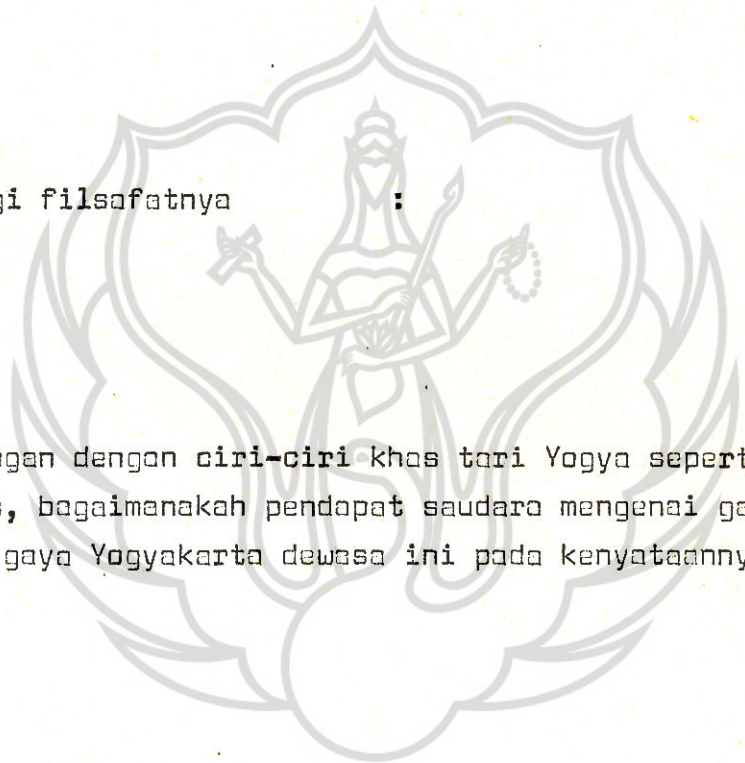 gi filsafatnya :
ngan dengan ciri-ciri khas tari Yogya sepert
s, bagaimanakah pendapat saudara mengenai ga
gaya Yogyakarta dewasa ini pada kenyataanny